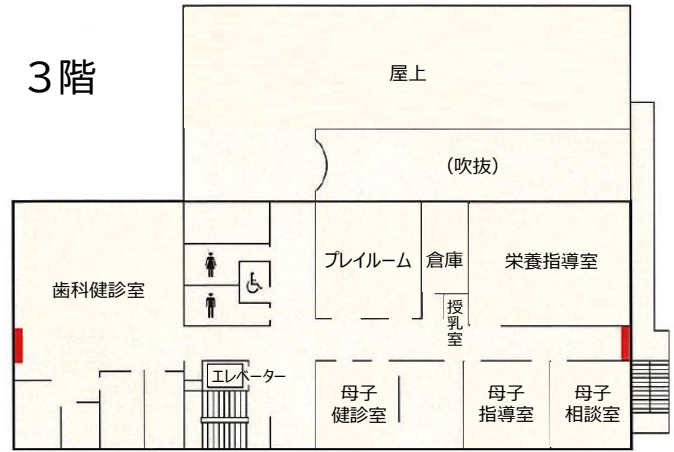 3階
屋上
(吹抜)
プレイルーム
倉庫
栄養指導室
歯科健診室
授乳室
エレベーター
母子
健診室
母子
指導室
母子
相談室